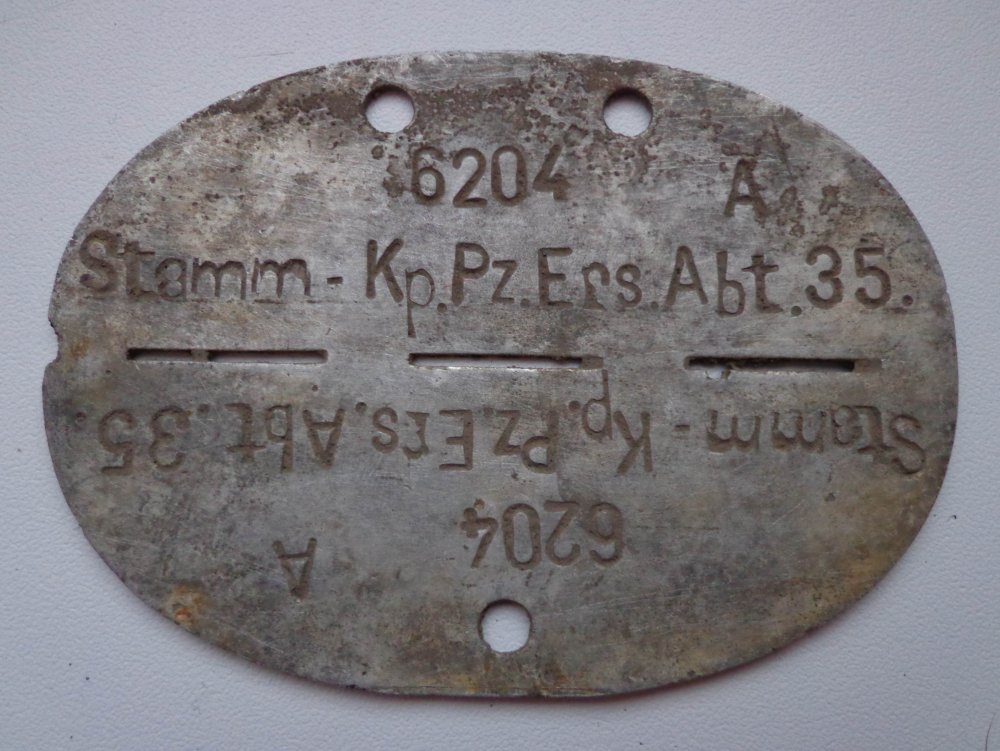 6204 A
Stamm - Kp.Pz.Ers.Abt.35.
Stamm - Kp.Pz.Ers.Abt.35.
6204
A